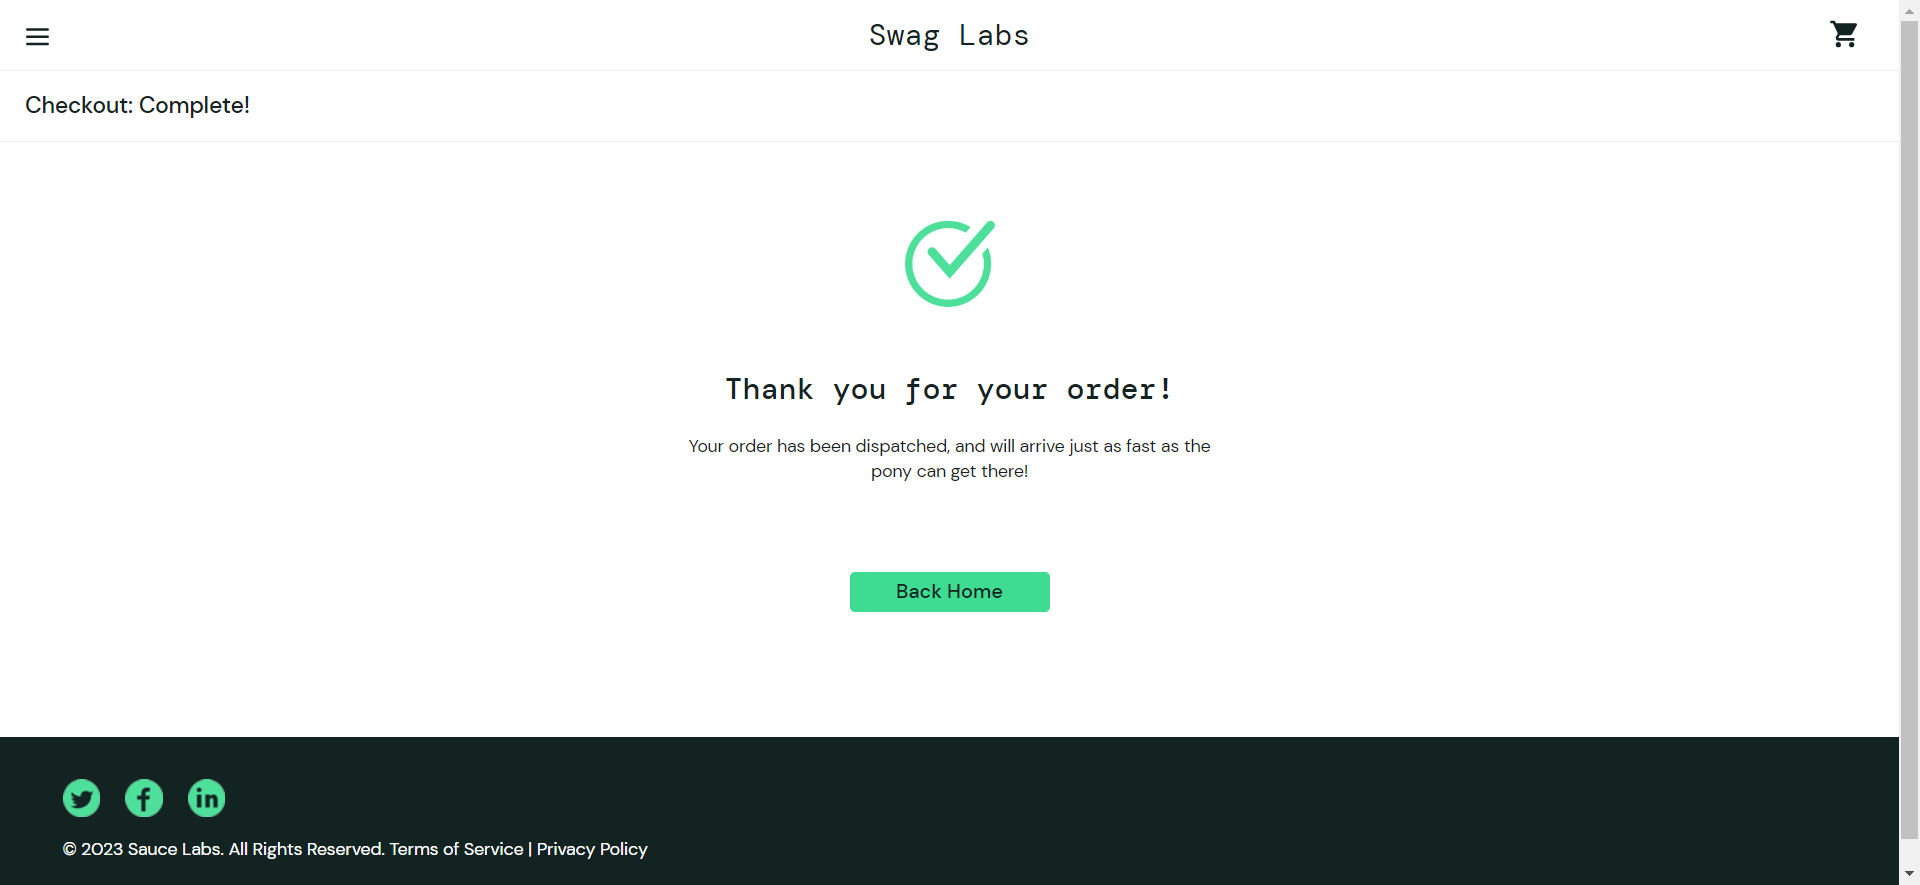 Swag Labs
Checkout: Complete!
Thank you for your order!
Your order has been dispatched, and will arrive just as fast as the
pony can get there!
Back Home
© 2023 Sauce Labs. All Rights Reserved. Terms of Service | Privacy Policy